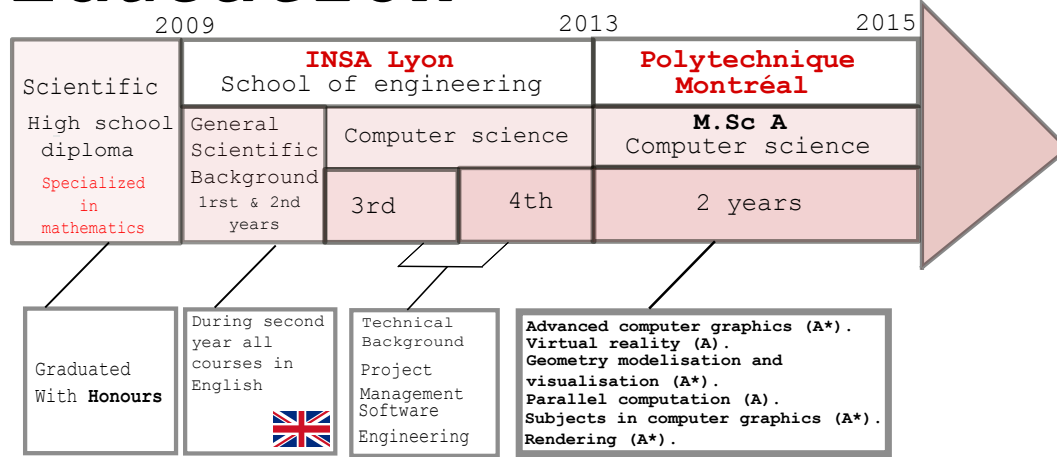 Education
2009
2013
2015
Scientific
High school
diploma
Specialized
in
mathematics
INSA Lyon
School of engineering
Polytechnique
Montréal
General
Scientific
Background
1rst & 2nd
years
Computer science
3rd
4th
M.Sc A
Computer science
2 years
Graduated
With Honours
During second
year all
courses in
English
Technical
Background
Project
Management
Software
Engineering
Advanced computer graphics (A*).
Virtual reality (A).
Geometry modelisation and
visualisation (A*).
Parallel computation (A).
Subjects in computer graphics (A*).
Rendering (A*).